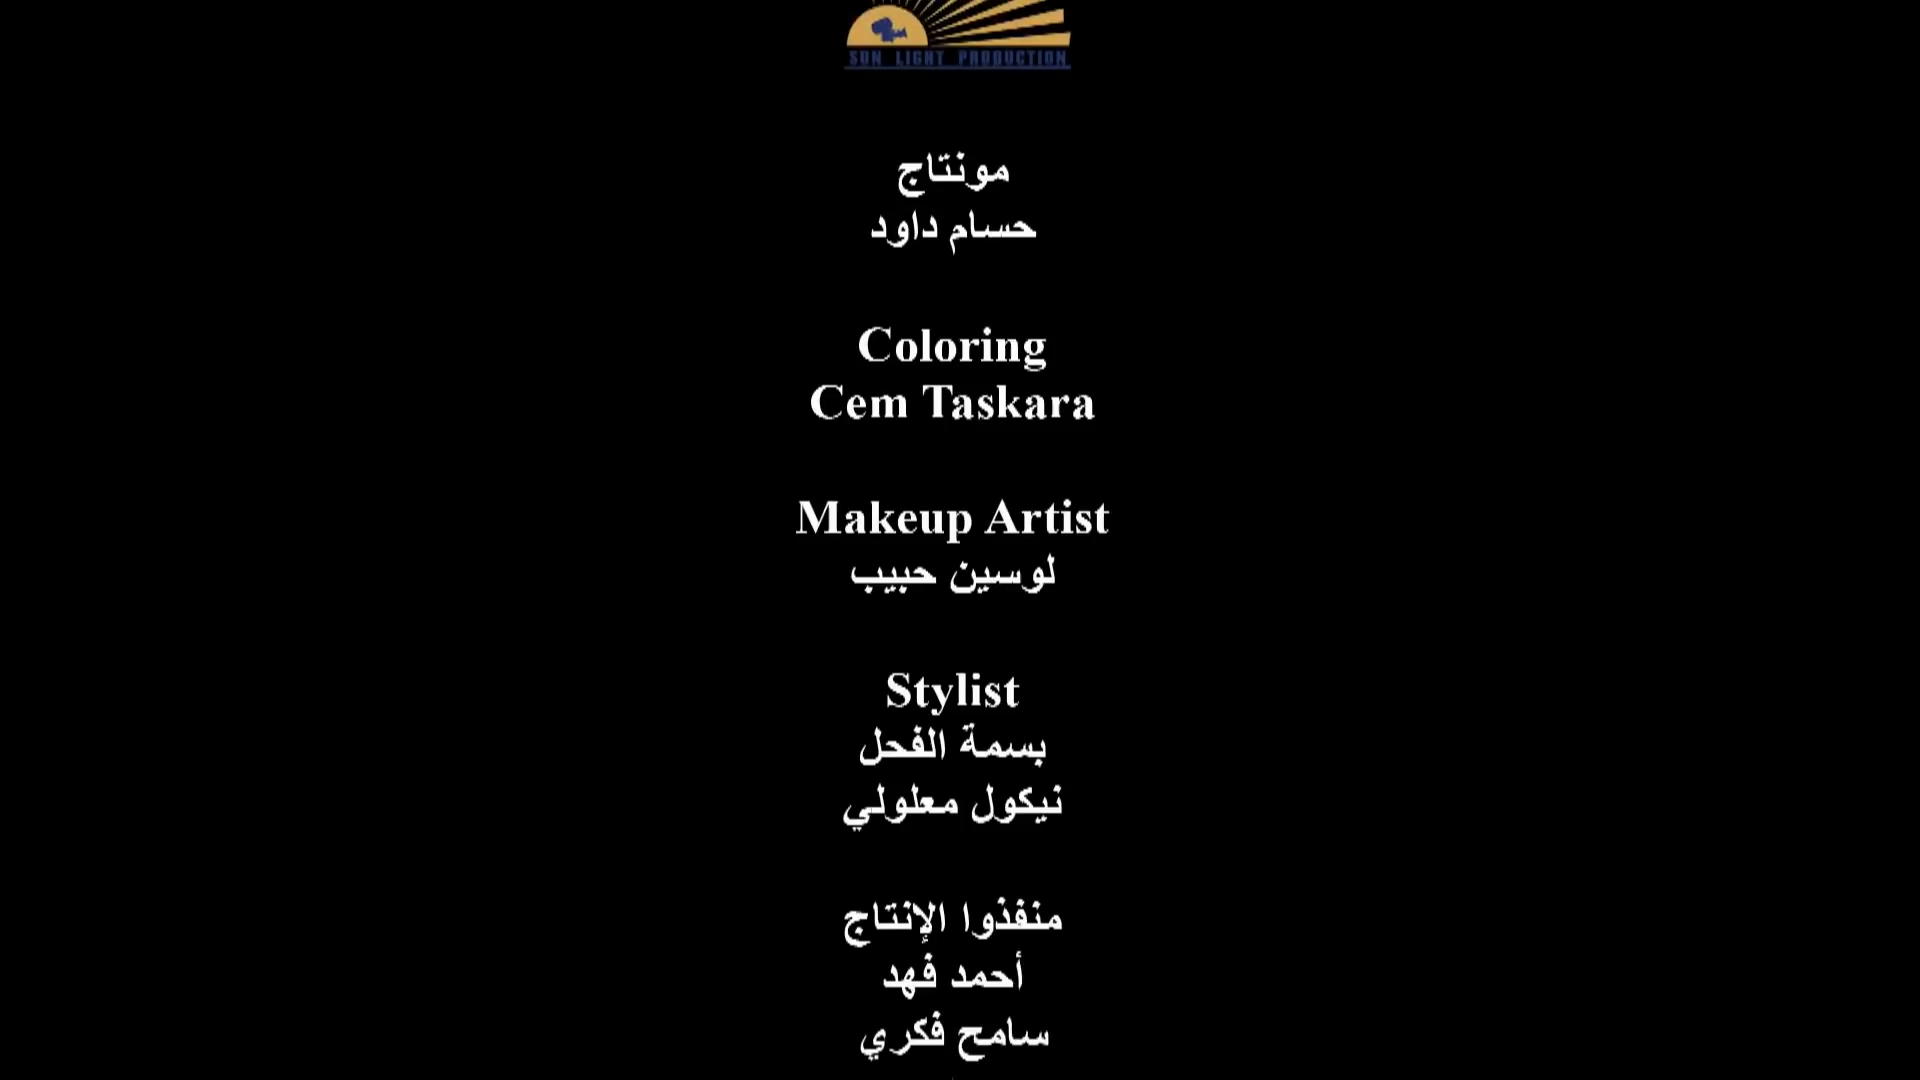 SUN LIGHT PRODUCTION
مونتاج
حسام داود
Coloring
Cem Taskara
Makeup Artist
لوسين حبيب
Stylist
بسمة الفحل
نيكول معلولي
منفذوا الإنتاج
أحمد فهد
سامح فكري